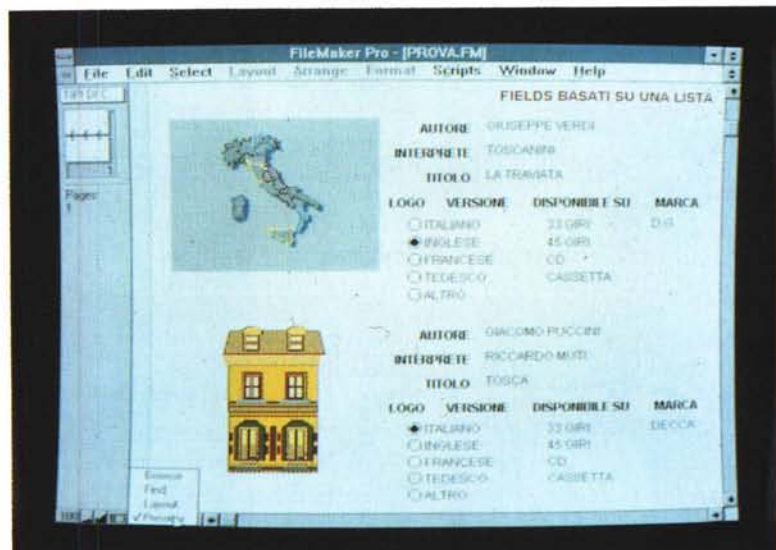 FileMaker Pro - [PROVA.FM]
File Edit Select Layout Arrange Format Scripts Window Help
FIELDS BASATI SU UNA LISTA
1
Pages:
1
AUTORE GIUSEPPE VERDI
INTERPRETE TOSCANINI
TITOLO LA TRAVIATA
LOGO VERSIONE DISPONIBILE SU MARCA
ITALIANO 33 GIRI D.G.
INGLESE 45 GIRI
FRANCESE CD
TEDESCO CASSETTA
ALTRO
AUTORE GIACOMO PUCCINI
INTERPRETE RICCARDO MUTI
TITOLO TOSCA
LOGO VERSIONE DISPONIBILE SU MARCA
ITALIANO 33 GIRI DECCA
INGLESE 45 GIRI
FRANCESE CD
TEDESCO CASSETTA
ALTRO
Browse
Find
Layout
Preview
100